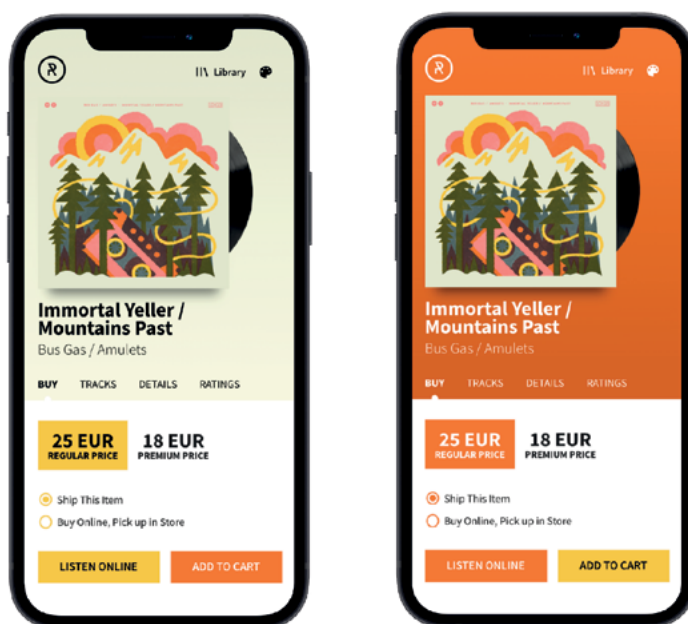 Library
Immortal Yeller /
Mountains Past
Bus Gas / Amulets
BUY TRACKS DETAILS RATINGS
25 EUR 18 EUR
REGULAR PRICE PREMIUM PRICE
Ship This Item
Buy Online, Pick up in Store
LISTEN ONLINE ADD TO CART
Library
Immortal Yeller /
Mountains Past
Bus Gas / Amulets
BUY TRACKS DETAILS RATINGS
25 EUR 18 EUR
REGULAR PRICE PREMIUM PRICE
Ship This Item
Buy Online, Pick up in Store
LISTEN ONLINE ADD TO CART